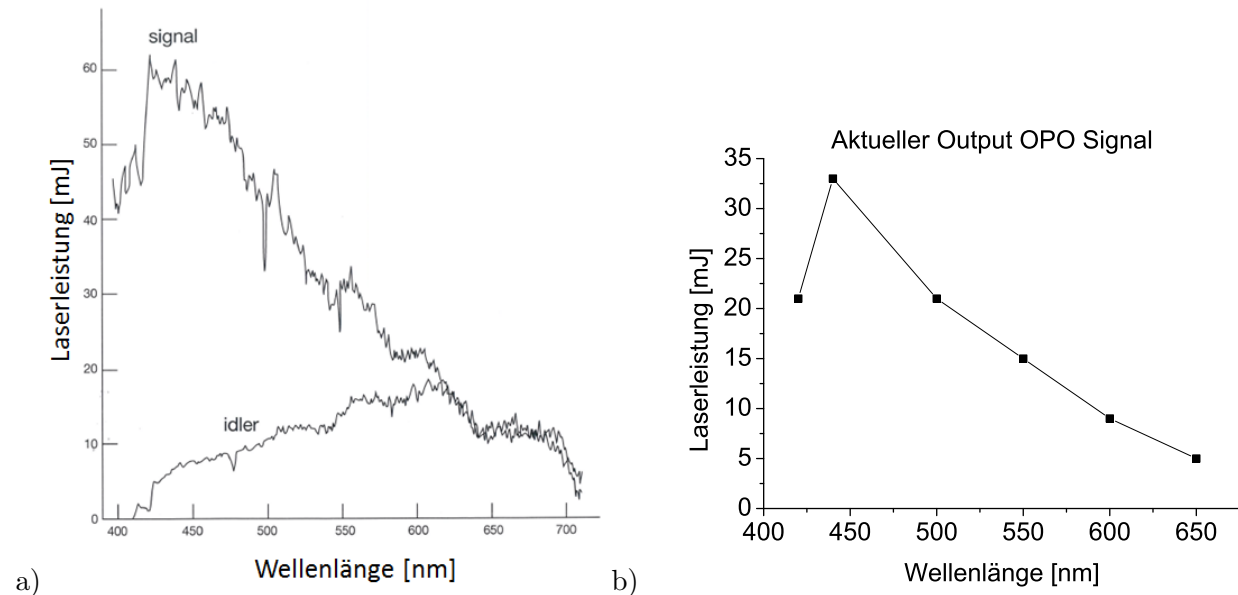 signal
60
50
40
30
20
10
0
idler
Laserleistung [mJ]
400 450 500 550 600 650 700
Wellenlänge [nm]
a)
Aktueller Output OPO Signal
35
30
25
20
15
10
5
0
Laserleistung [mJ]
400 450 500 550 600 650
Wellenlänge [nm]
b)